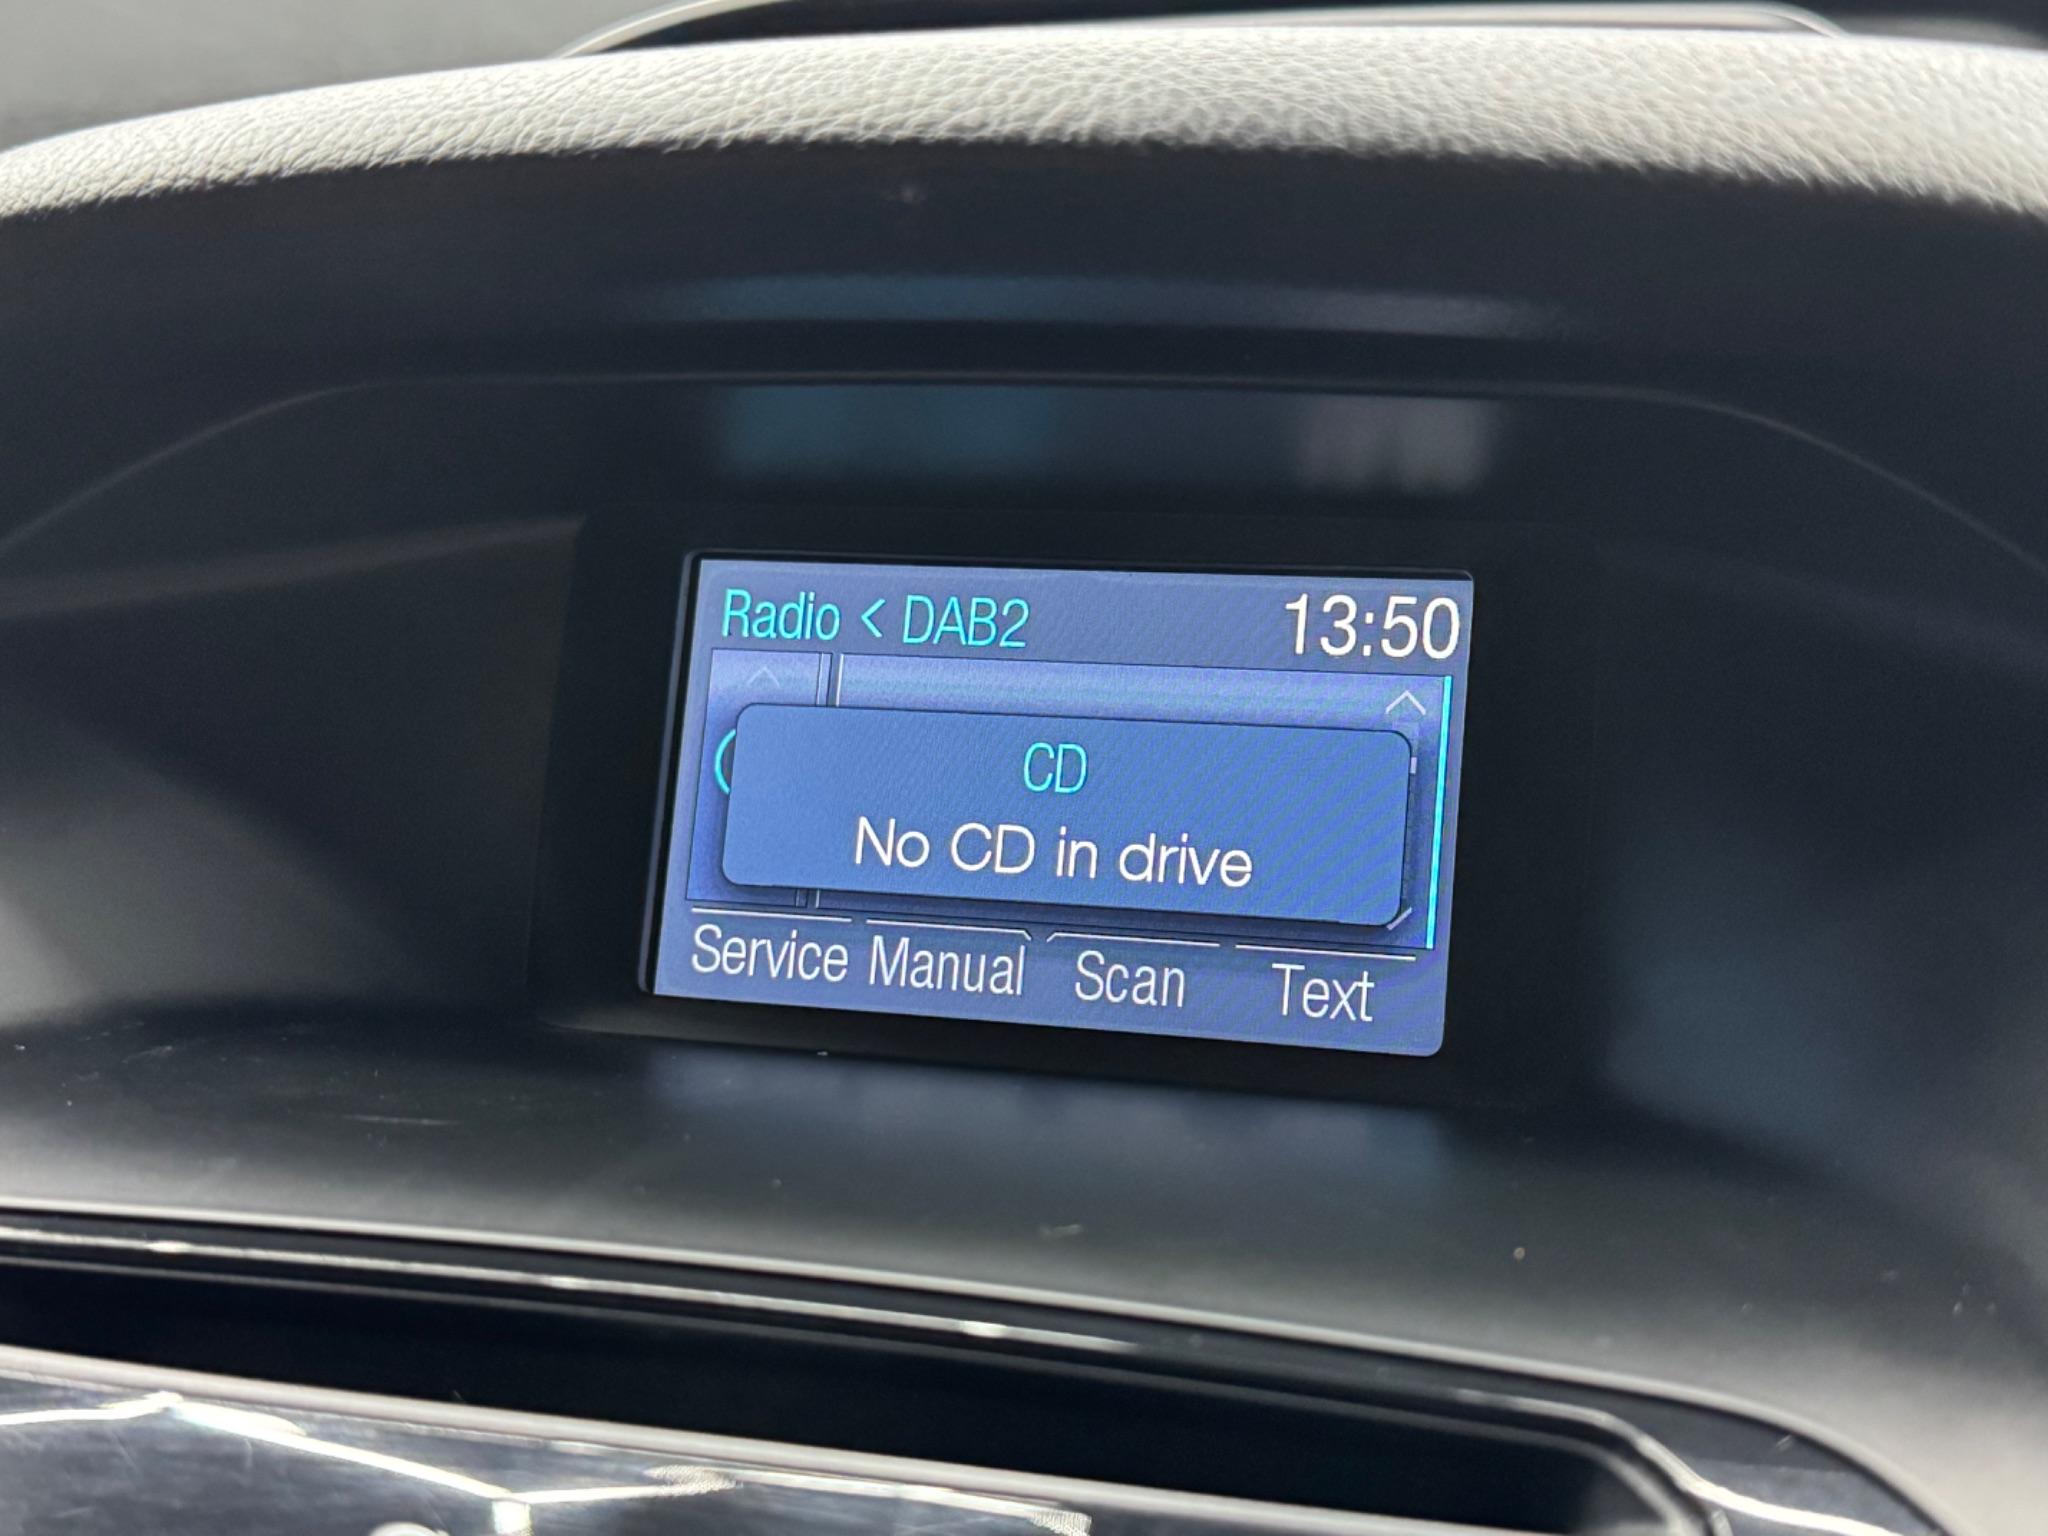 Radio < DAB2 13:50
CD
No CD in drive
Service Manual Scan Text